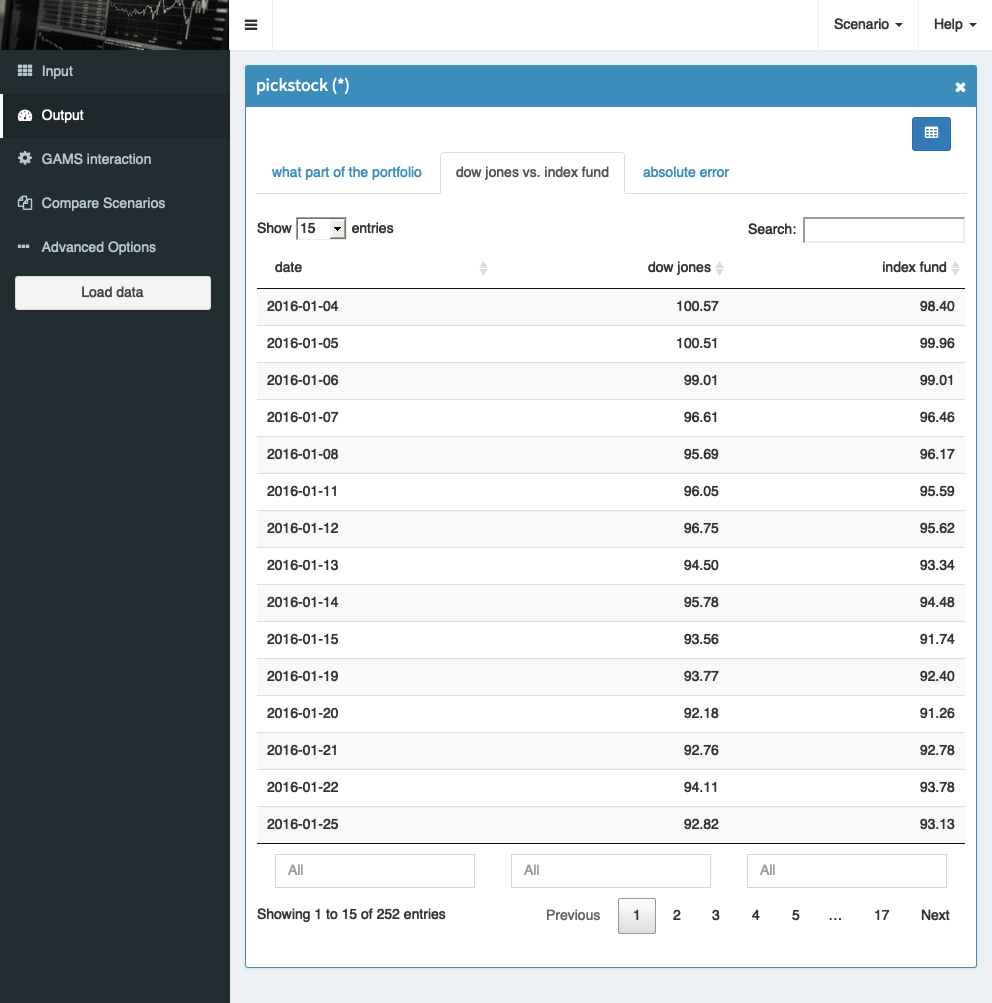 Scenario Help
Input
Output
GAMS interaction
Compare Scenarios
Advanced Options
Load data
pickstock (*)
what part of the portfolio dow jones vs. index fund absolute error
Show 15 entries Search:
date dow jones index fund
2016-01-04 100.57 98.40
2016-01-05 100.51 99.96
2016-01-06 99.01 99.01
2016-01-07 96.61 96.46
2016-01-08 95.69 96.17
2016-01-11 96.05 95.59
2016-01-12 96.75 95.62
2016-01-13 94.50 93.34
2016-01-14 95.78 94.48
2016-01-15 93.56 91.74
2016-01-19 93.77 92.40
2016-01-20 92.18 91.26
2016-01-21 92.76 92.78
2016-01-22 94.11 93.78
2016-01-25 92.82 93.13
All All All
Showing 1 to 15 of 252 entries Previous 1 2 3 4 5 … 17 Next